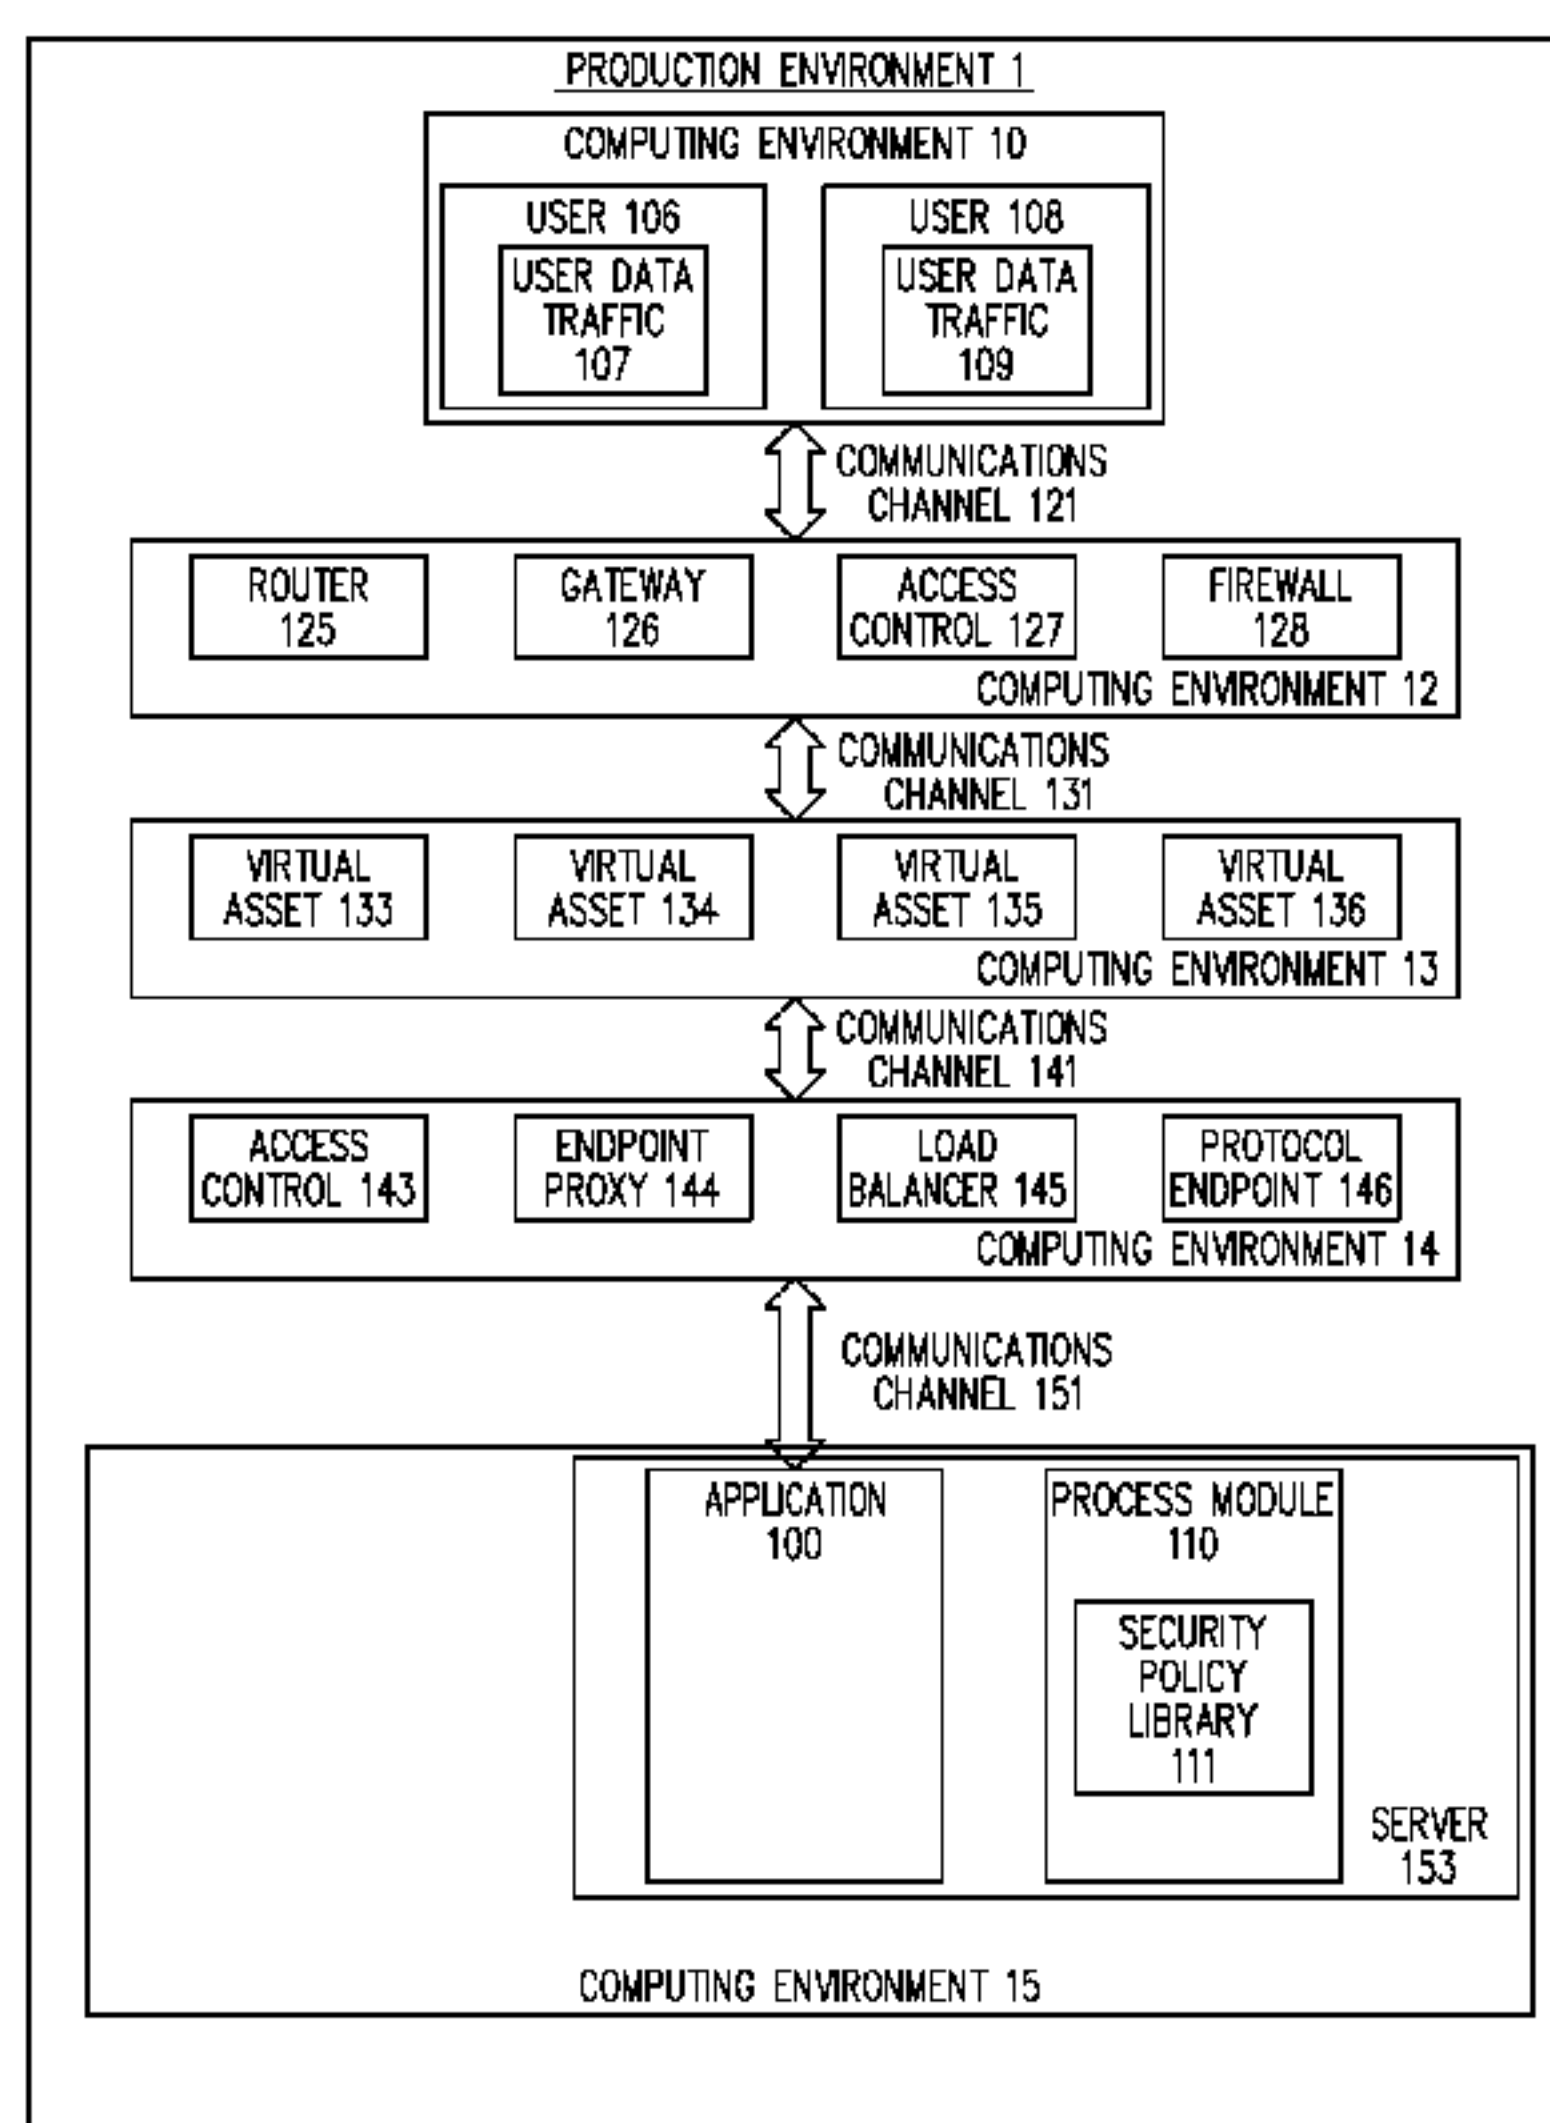 PRODUCTION ENVIRONMENT 1
COMPUTING ENVIRONMENT 10
USER 106
USER DATA
TRAFFIC
107
USER 108
USER DATA
TRAFFIC
109
COMMUNICATIONS
CHANNEL 121
ROUTER
125
GATEWAY
126
ACCESS
CONTROL 127
FIREWALL
128
COMPUTING ENVIRONMENT 12
COMMUNICATIONS
CHANNEL 131
VIRTUAL
ASSET 133
VIRTUAL
ASSET 134
VIRTUAL
ASSET 135
VIRTUAL
ASSET 136
COMPUTING ENVIRONMENT 13
COMMUNICATIONS
CHANNEL 141
ACCESS
CONTROL 143
ENDPOINT
PROXY 144
LOAD
BALANCER 145
PROTOCOL
ENDPOINT 146
COMPUTING ENVIRONMENT 14
COMMUNICATIONS
CHANNEL 151
APPLICATION
100
PROCESS MODULE
110
SECURITY
POLICY
LIBRARY
111
SERVER
153
COMPUTING ENVIRONMENT 15